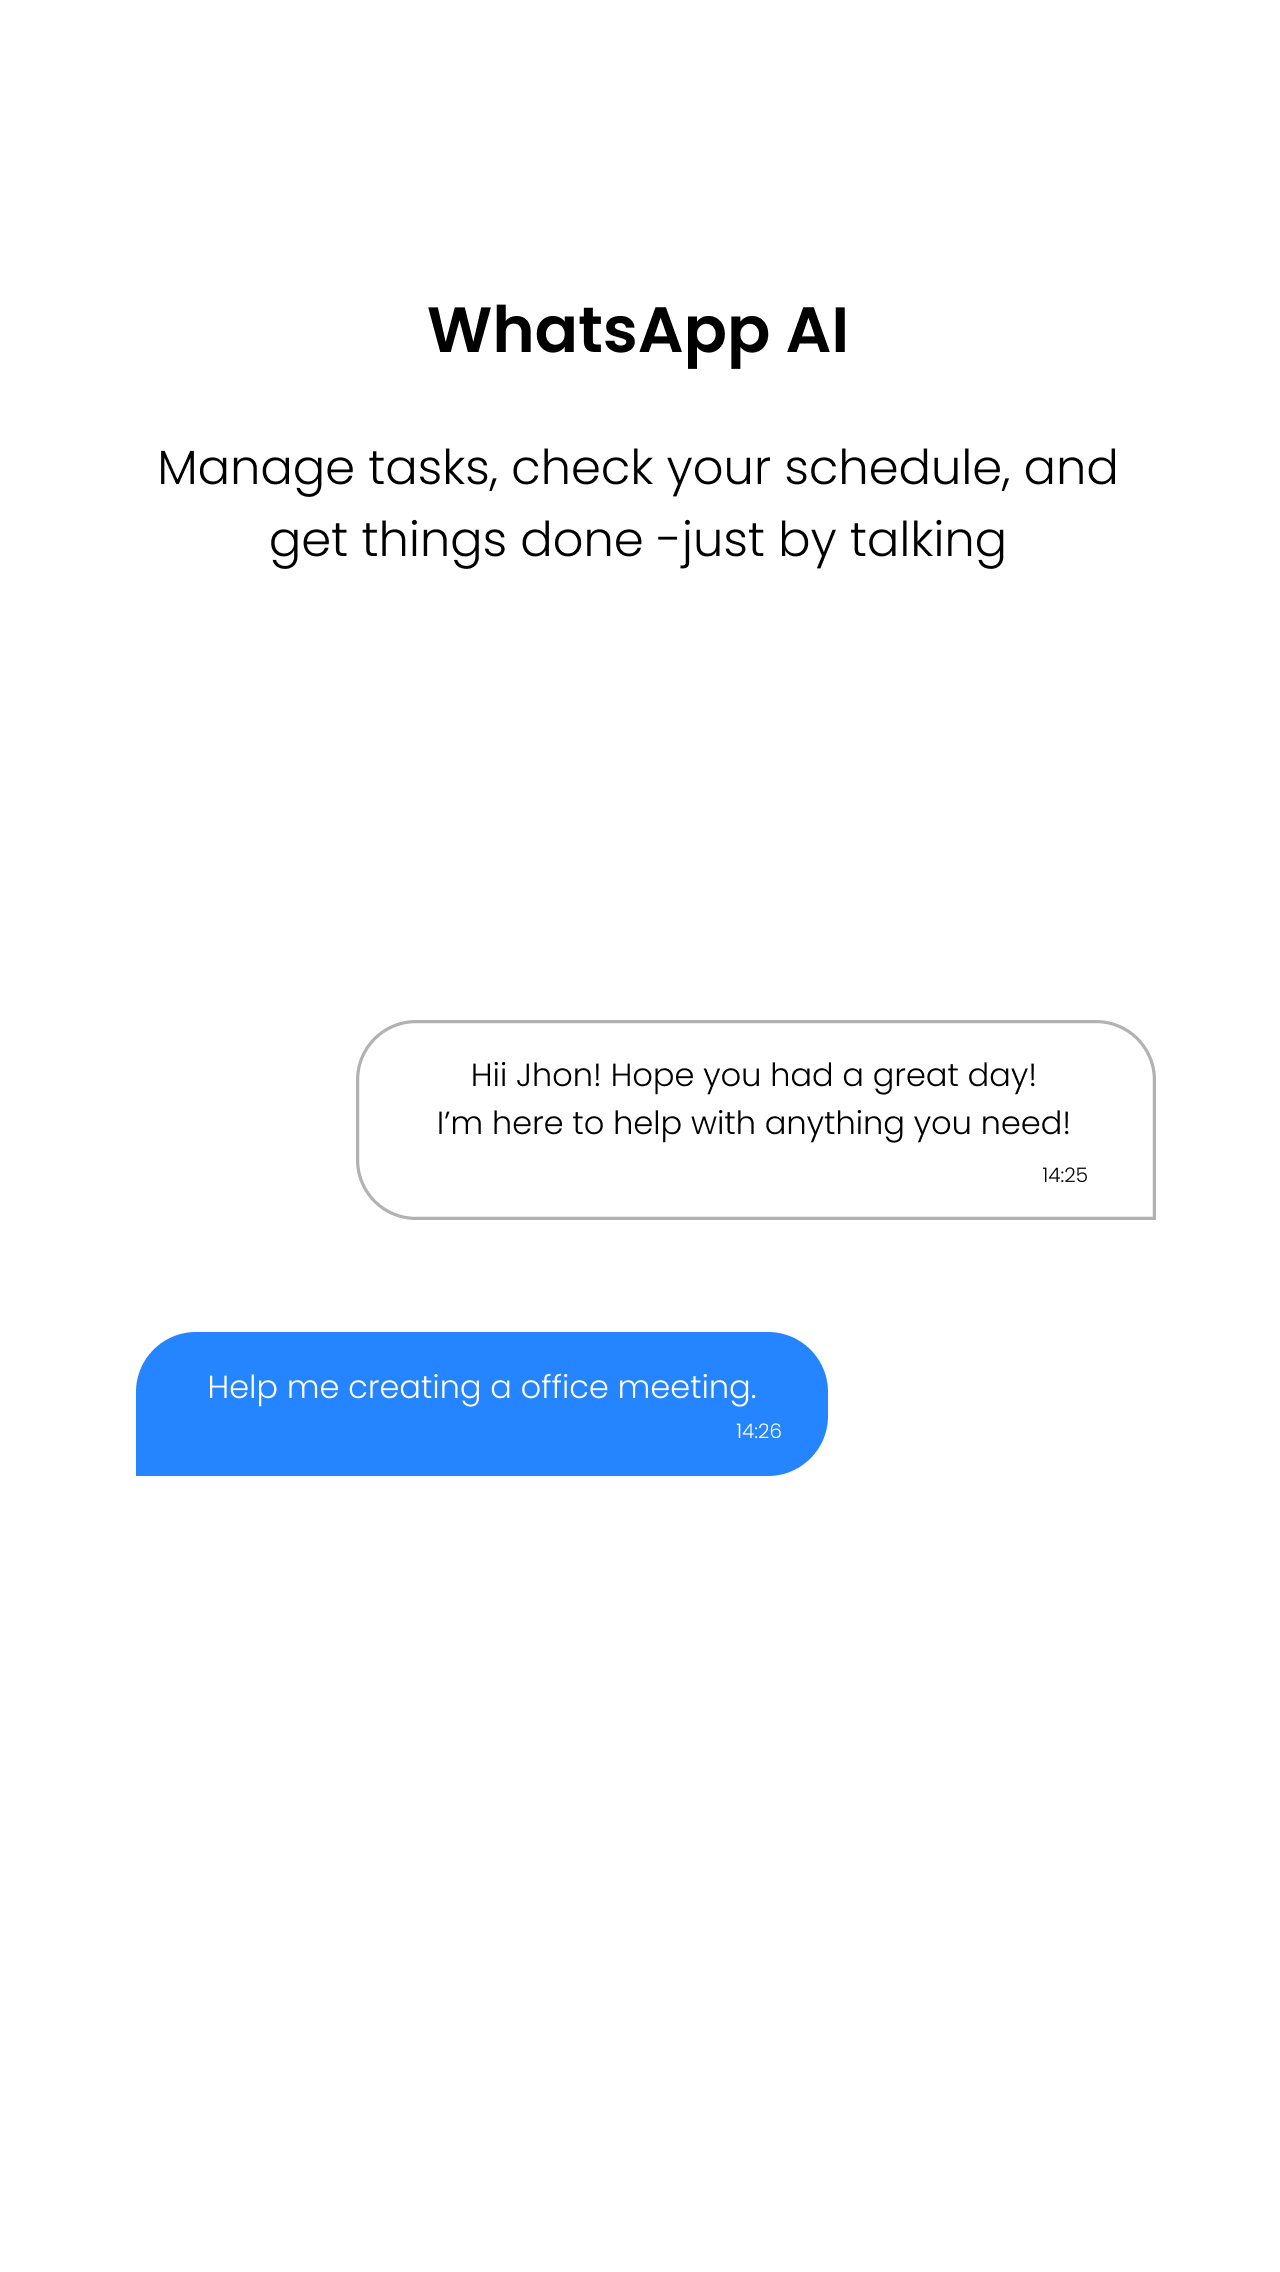 WhatsApp AI
Manage tasks, check your schedule, and
get things done -just by talking
Hii Jhon! Hope you had a great day!
I’m here to help with anything you need!
14:25
Help me creating a office meeting.
14:26